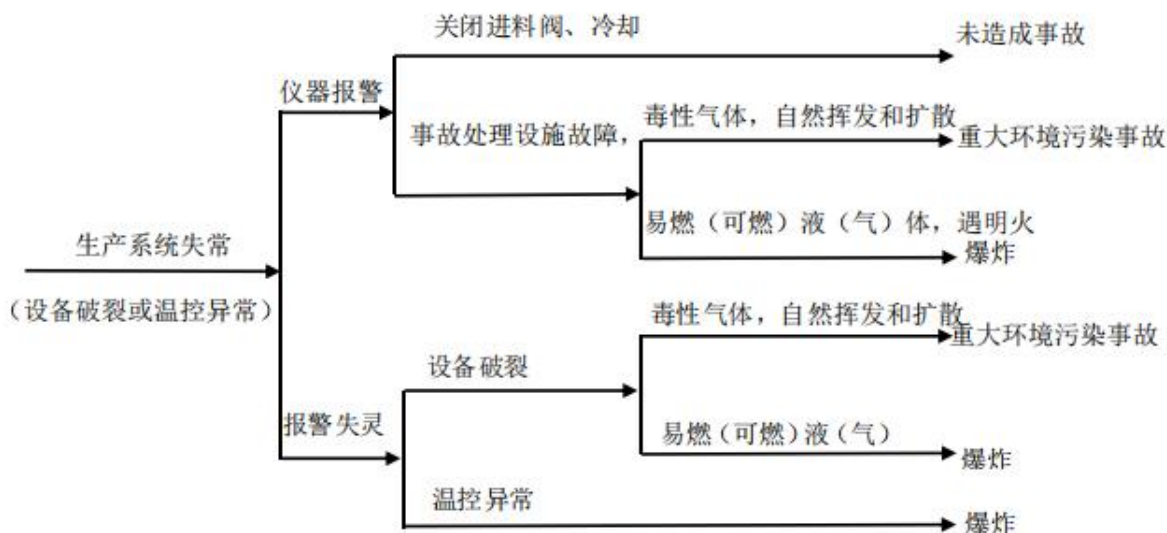 关闭进料阀、冷却
未造成事故
仪器报警
事故处理设施故障，
毒性气体，自然挥发和扩散
重大环境污染事故
易燃（可燃）液（气）体，遇明火
爆炸
生产系统失常
（设备破裂或温控异常）
毒性气体，自然挥发和扩散
重大环境污染事故
设备破裂
报警失灵
易燃（可燃）液（气）
爆炸
温控异常
爆炸